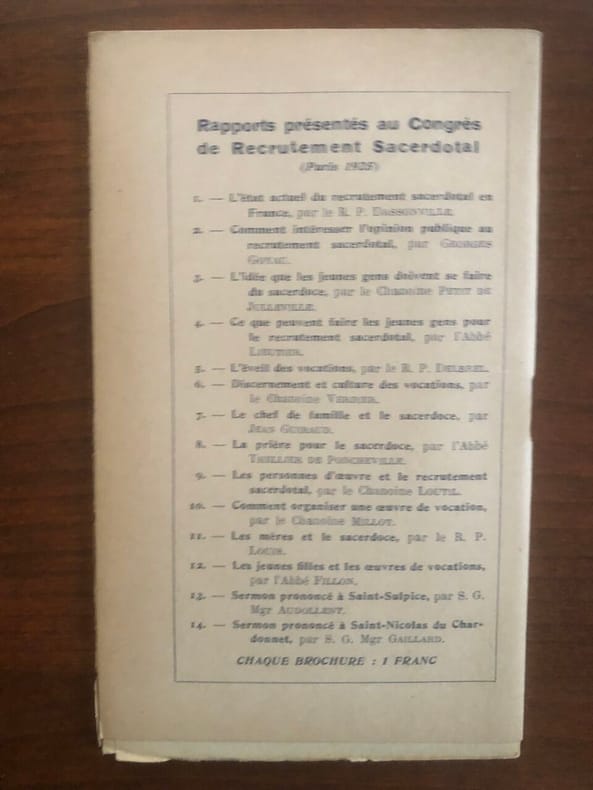 Rapports présentés au Congrès
de Recrutement Sacerdotal
(Paris 1925)
1. — L'état actuel du recrutement sacerdotal en
France, par le R. P. DASSONVILLE.
2. — Comment intéresser l'opinion publique au
recrutement sacerdotal, par GEORGES
GOYAU.
3. — L'Idée que les jeunes gens doivent se faire
du sacerdoce, par le Chanoine PETIT DE
JULLEVILLE.
4. — Ce que peuvent faire les jeunes gens pour
le recrutement sacerdotal, par l'Abbé
LIEUTIER.
5. — L'éveil des vocations, par le R. P. DELBREL.
6. — Discernement et culture des vocations, par
le Chanoine VERDIER.
7. — Le chef de famille et le sacerdoce, par
JEAN GUIRAUD.
8. — La prière pour le sacerdoce, par l'Abbé
THELLIER DE PONCHEVILLE.
9. — Les personnes d'œuvre et le recrutement
sacerdotal, par le Chanoine LOUTIL.
10. — Comment organiser une œuvre de vocation,
par le Chanoine MILLOT.
11. — Les mères et le sacerdoce, par le R. P.
LOUIS.
12. — Les jeunes filles et les œuvres de vocations,
par l'Abbé FILLON.
13. — Sermon prononcé à Saint-Sulpice, par S. G.
Mgr AUDOLLENT.
14. — Sermon prononcé à Saint-Nicolas du Char-
donnet, par S. G. Mgr GAILLARD.
CHAQUE BROCHURE : 1 FRANC